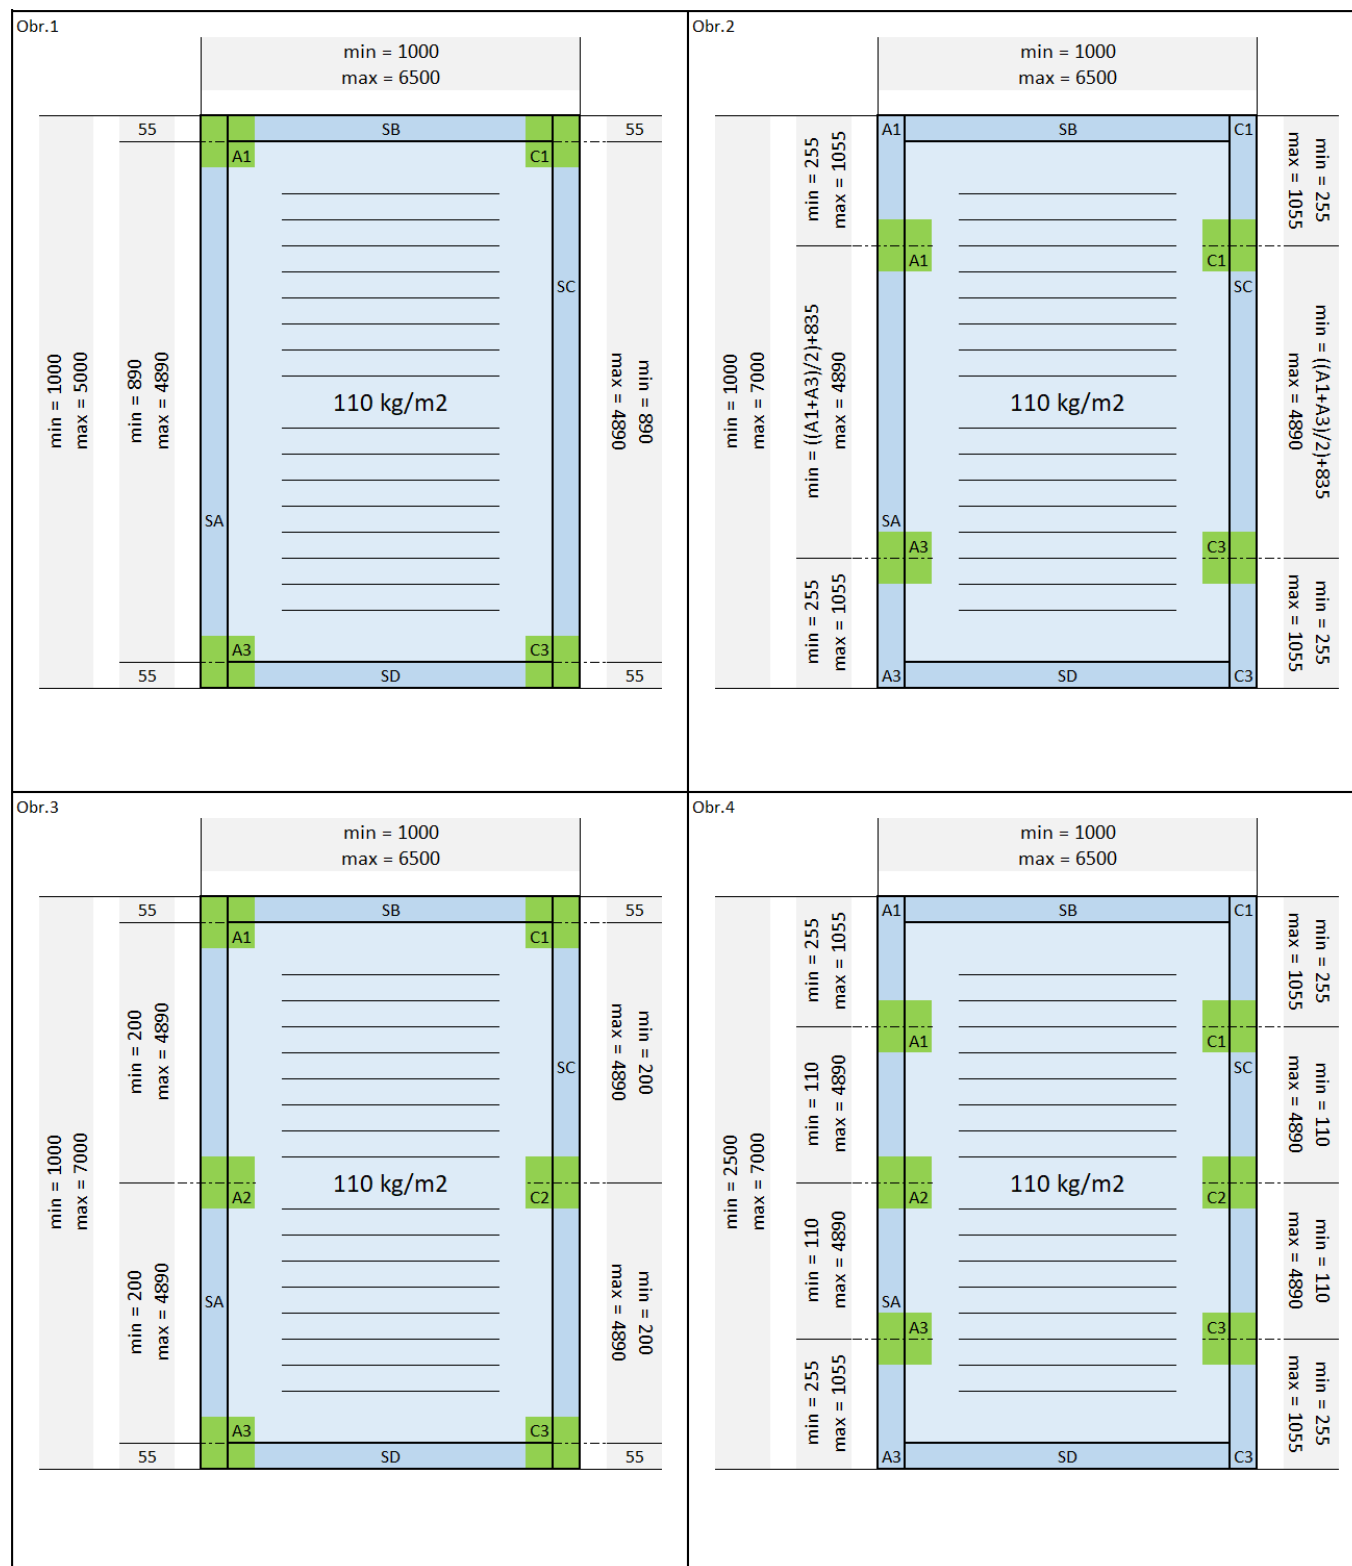 Obr.1
min = 1000
max = 6500
55
SB
55
A1
C1
SC
min = 1000
max = 5000
min = 890
max = 4890
110 kg/m2
min = 890
max = 4890
SA
A3
C3
55
SD
55
Obr.2
min = 1000
max = 6500
A1
SB
C1
min = 255
max = 1055
min = 255
max = 1055
A1
C1
SC
min = 1000
max = 7000
min = ((A1+A3)/2)+835
max = 4890
110 kg/m2
min = ((A1+A3)/2)+835
max = 4890
SA
A3
C3
min = 255
max = 1055
min = 255
max = 1055
A3
SD
C3
Obr.3
min = 1000
max = 6500
55
SB
55
A1
C1
min = 200
max = 4890
SC
min = 200
max = 4890
min = 1000
max = 7000
110 kg/m2
A2
C2
min = 200
max = 4890
SA
min = 200
max = 4890
A3
C3
55
SD
55
Obr.4
min = 1000
max = 6500
A1
SB
C1
min = 255
max = 1055
min = 255
max = 1055
A1
C1
SC
min = 110
max = 4890
min = 110
max = 4890
min = 2500
max = 7000
110 kg/m2
A2
C2
min = 110
max = 4890
min = 110
max = 4890
SA
A3
C3
min = 255
max = 1055
min = 255
max = 1055
A3
SD
C3